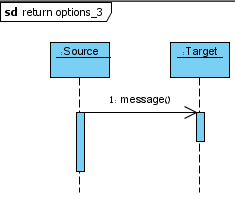 sd return options_3
:Source
:Target
1: message()